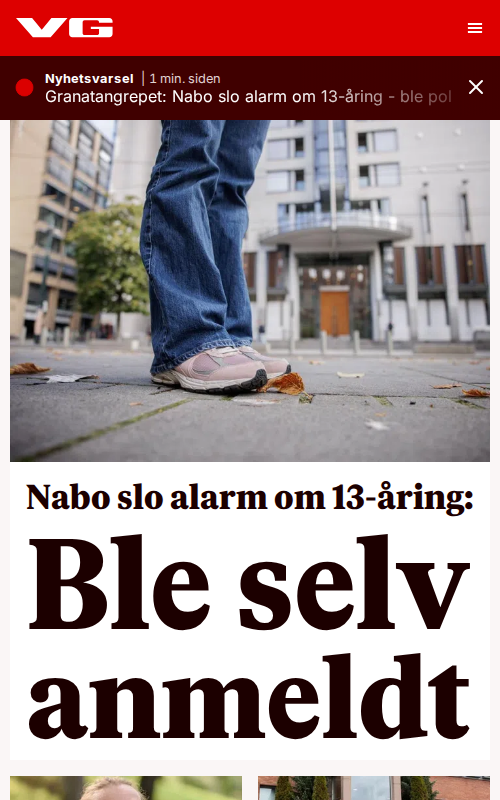 VG
Nyhetsvarsel | 1 min. siden
Granatangrepet: Nabo slo alarm om 13-åring - ble pol
Nabo slo alarm om 13-åring:
Ble selv
anmeldt